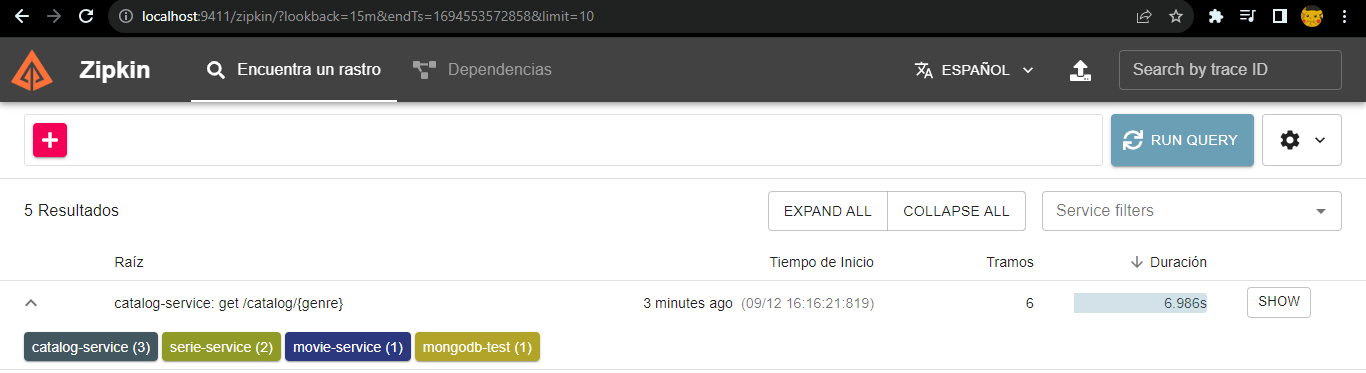 localhost:9411/zipkin/?lookback=15m&endTs=1694553572858&limit=10
Zipkin
Encuentra un rastro
Dependencias
ESPAÑOL
Search by trace ID
RUN QUERY
5 Resultados
EXPAND ALL
COLLAPSE ALL
Service filters
Raíz
Tiempo de Inicio
Tramos
Duración
catalog-service: get /catalog/{genre}
3 minutes ago (09/12 16:16:21:819)
6
6.986s
SHOW
catalog-service (3)
serie-service (2)
movie-service (1)
mongodb-test (1)